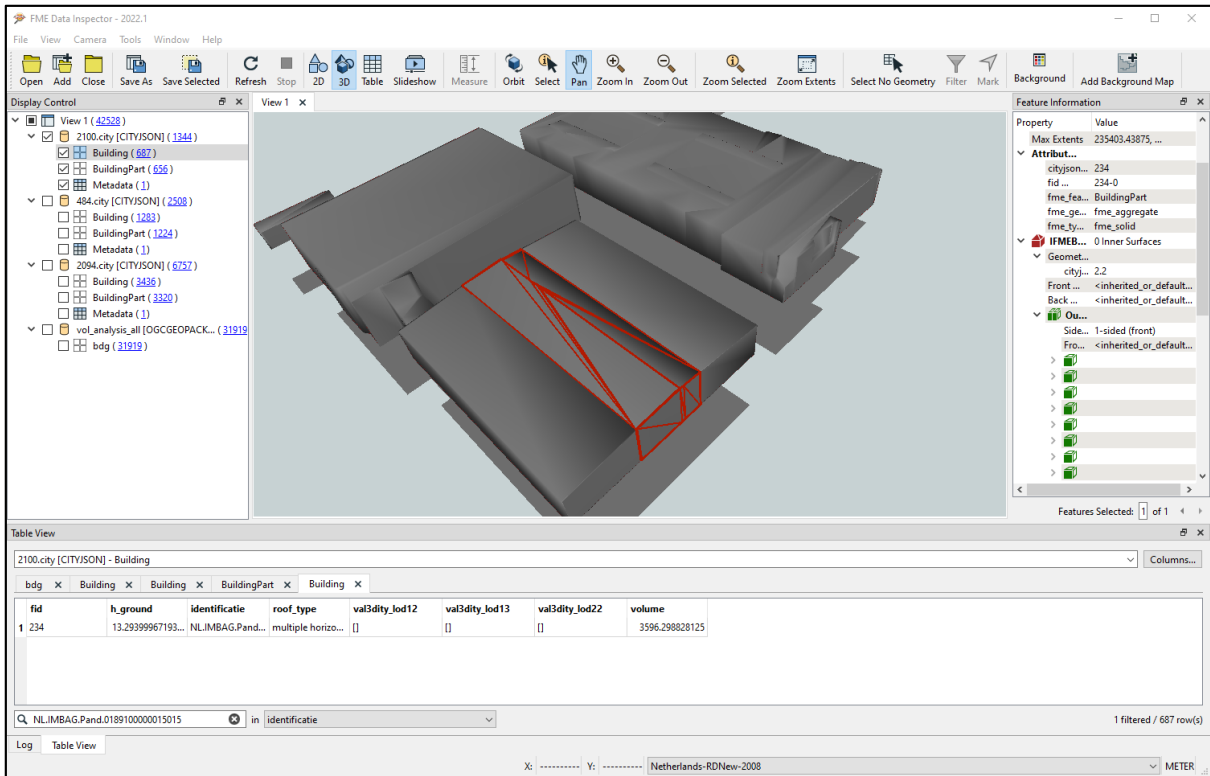 FME Data Inspector - 2022.1
File View Camera Tools Window Help
Open Add Close Save As Save Selected Refresh Stop 2D 3D Table Slideshow Measure Orbit Select Pan Zoom In Zoom Out Zoom Selected Zoom Extents Select No Geometry Filter Mark Background Add Background Map
Display Control
View 1
Feature Information
View 1 (42528)
2100.city [CITYJSON] (1344)
Building (687)
BuildingPart (656)
Metadata (1)
484.city [CITYJSON] (2508)
Building (1283)
BuildingPart (1224)
Metadata (1)
2094.city [CITYJSON] (6757)
Building (3436)
BuildingPart (3320)
Metadata (1)
vol_analysis_all [OGCGEOPACK... (31919
bdg (31919)
Property Value
Max Extents 235403.43875, ...
Attribut...
cityjson... 234
fid ... 234-0
fme_fea... BuildingPart
fme_ge... fme_aggregate
fme_ty... fme_solid
IFMEB... 0 Inner Surfaces
Geomet...
cityj... 2.2
Front ... <inherited_or_default...
Back ... <inherited_or_default...
Ou...
Side... 1-sided (front)
Fro... <inherited_or_default...
Features Selected: 1 of 1
Table View
2100.city [CITYJSON] - Building
Columns...
bdg Building Building BuildingPart Building
fid h_ground identificatie roof_type val3dity_lod12 val3dity_lod13 val3dity_lod22 volume
1 234 13.29399967193... NL.IMBAG.Pand... multiple horizo... [] [] [] 3596.298828125
NL.IMBAG.Pand.0189100000015015 in identificatie
1 filtered / 687 row(s)
Log Table View
X: ---------- Y: ---------- Netherlands-RDNew-2008 METER